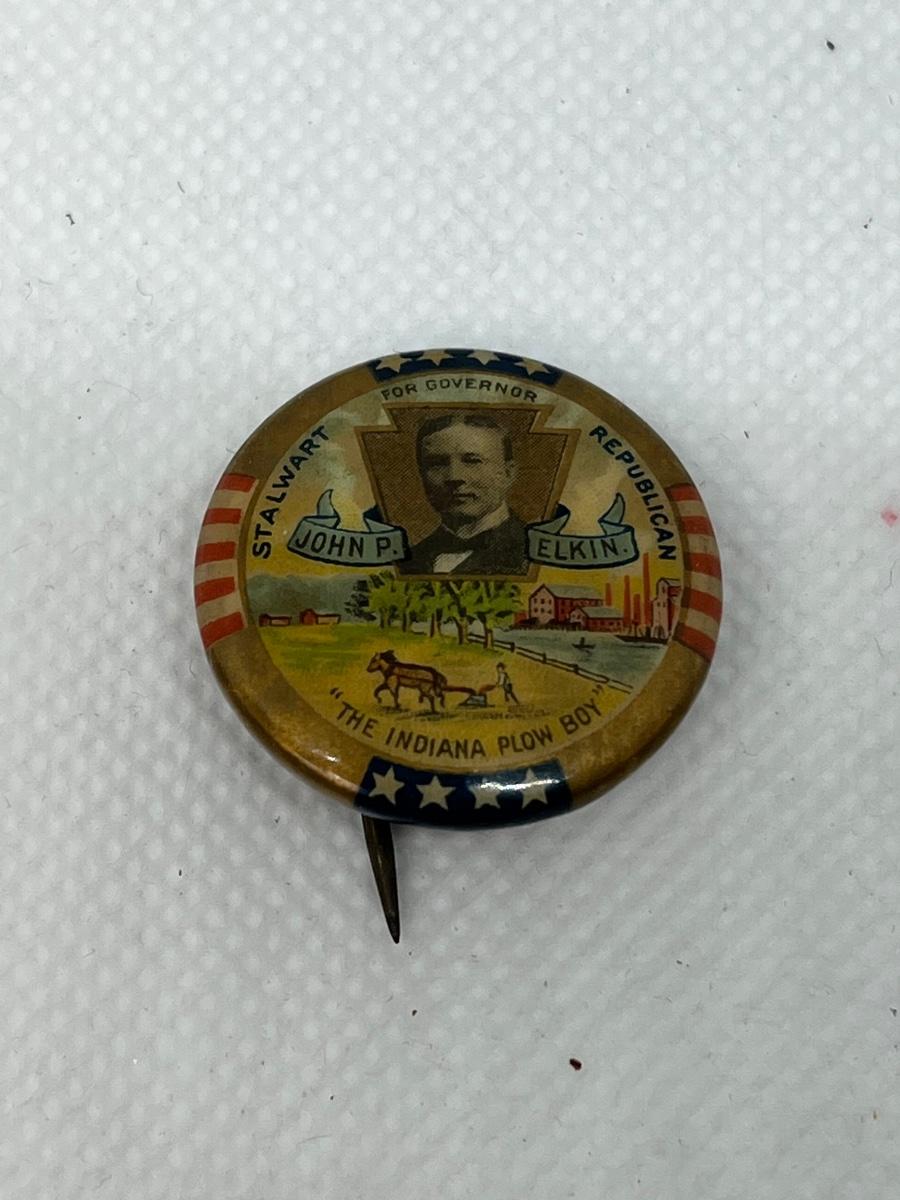 FOR GOVERNOR
STALWART
REPUBLICAN
JOHN P.
ELKIN.
"THE INDIANA PLOW BOY"